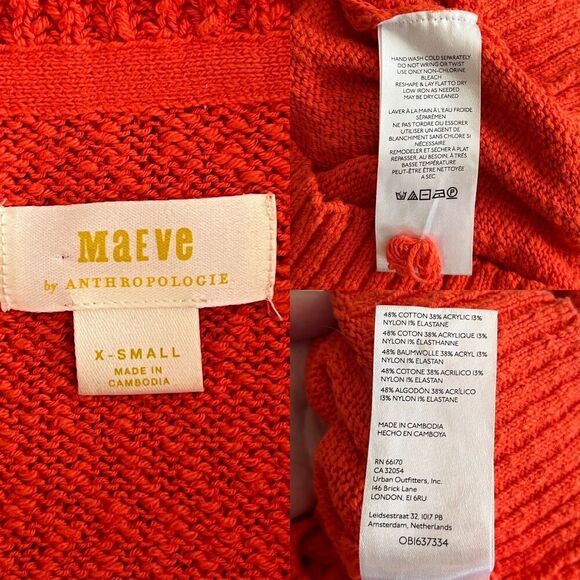 MaEVe
by ANTHROPOLOGIE
X-SMALL
MADE IN
CAMBODIA
HAND WASH COLD SEPARATELY
DO NOT WRING OR TWIST
USE ONLY NON-CHLORINE
BLEACH
RESHAPE & LAY FLAT TO DRY
LOW IRON AS NEEDED
MAY BE DRY CLEANED
LAVER À LA MAIN À L'EAU FROIDE
SÉPARÉMEN
NE PAS TORDRE OU ESSORER
UTILISER UN AGENT DE
BLANCHIMENT SANS CHLORE SI
NÉCESSAIRE
REMODELER ET SÉCHER À PLAT
REPASSER, AU BESOIN, À TRÈS
BASSE TEMPÉRATURE
PEUT-ÊTRE ÊTRE NETTOYÉE
A SEC
48% COTTON 38% ACRYLIC 13%
NYLON 1% ELASTANE
48% COTON 38% ACRYLIQUE 13%
NYLON 1% ÉLASTHANNE
48% BAUMWOLLE 38% ACRYL 13%
NYLON 1% ELASTANE
48% COTONE 38% ACRILICO 13%
NYLON 1% ELASTAN
48% ALGODÓN 38% ACRÍLICO
13% NYLON 1% ELASTANE
MADE IN CAMBODIA
HECHO EN CAMBOYA
RN 66170
CA 32054
Urban Outfitters, Inc.
146 Brick Lane
LONDON, E1 6RU
Leidsestraat 32, 1017 PB
Amsterdam, Netherlands
OB1637334